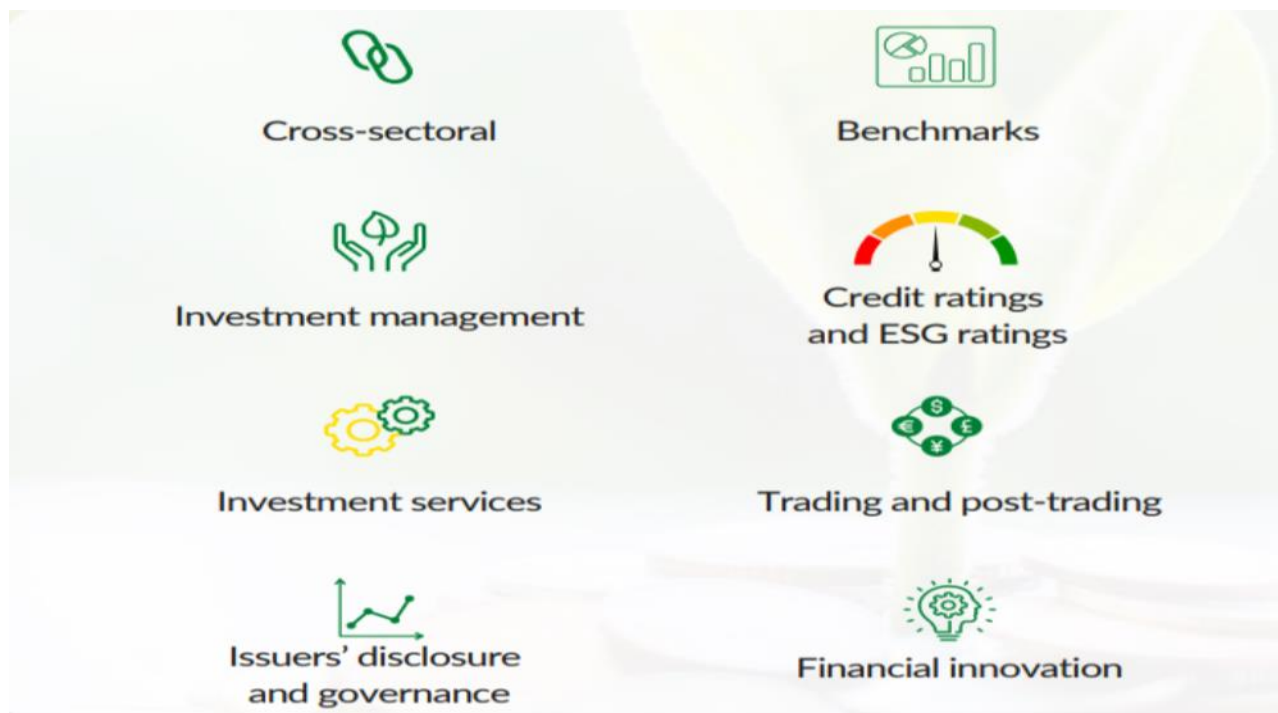 Cross-sectoral
Benchmarks
Investment management
Credit ratings
and ESG ratings
Investment services
$
€ £
¥
Trading and post-trading
Issuers’ disclosure
and governance
Financial innovation